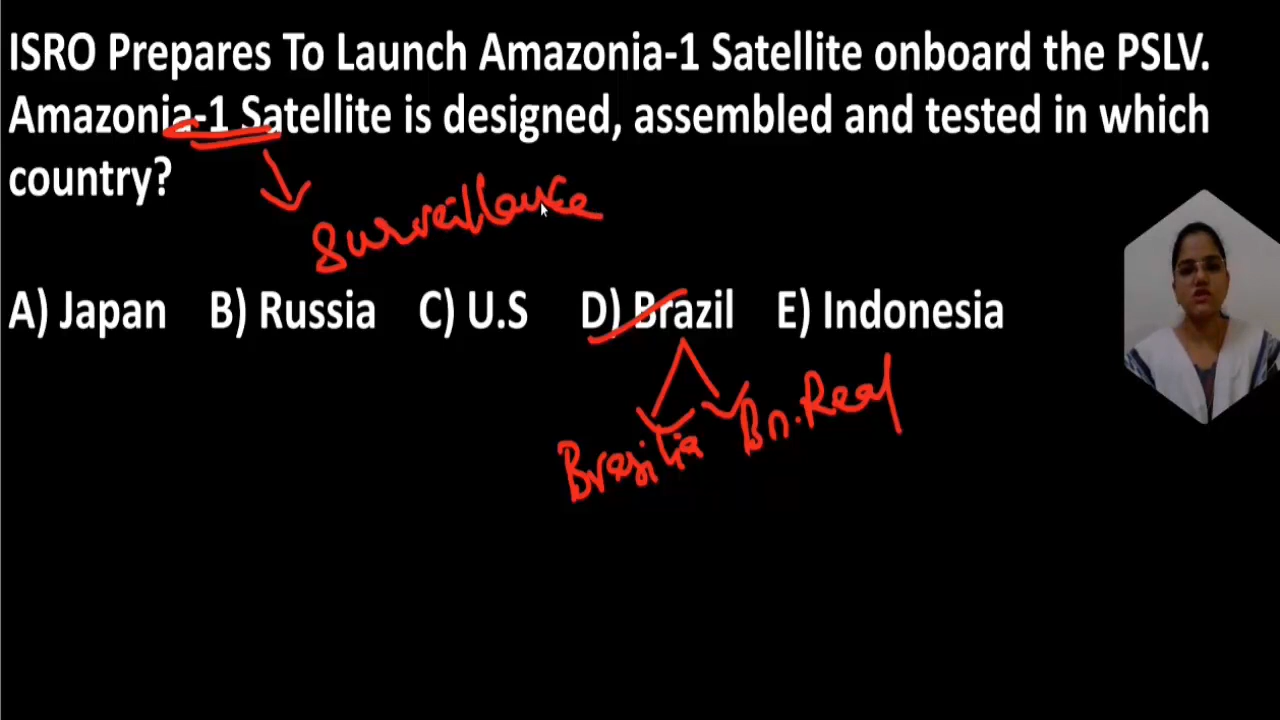 ISRO Prepares To Launch Amazonia-1 Satellite onboard the PSLV.
Amazonia-1 Satellite is designed, assembled and tested in which
country?
Surveillance
A) Japan B) Russia C) U.S D) Brazil E) Indonesia
Brasilia Bn. Real